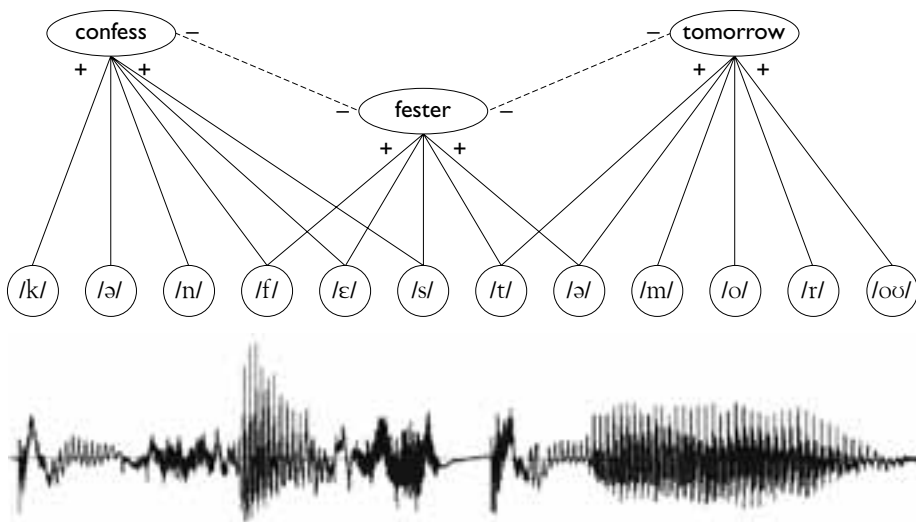 confess – – tomorrow
+ + – fester – + +
+ +
/k/ /ə/ /n/ /f/ /ɛ/ /s/ /t/ /ə/ /m/ /o/ /r/ /oʊ/